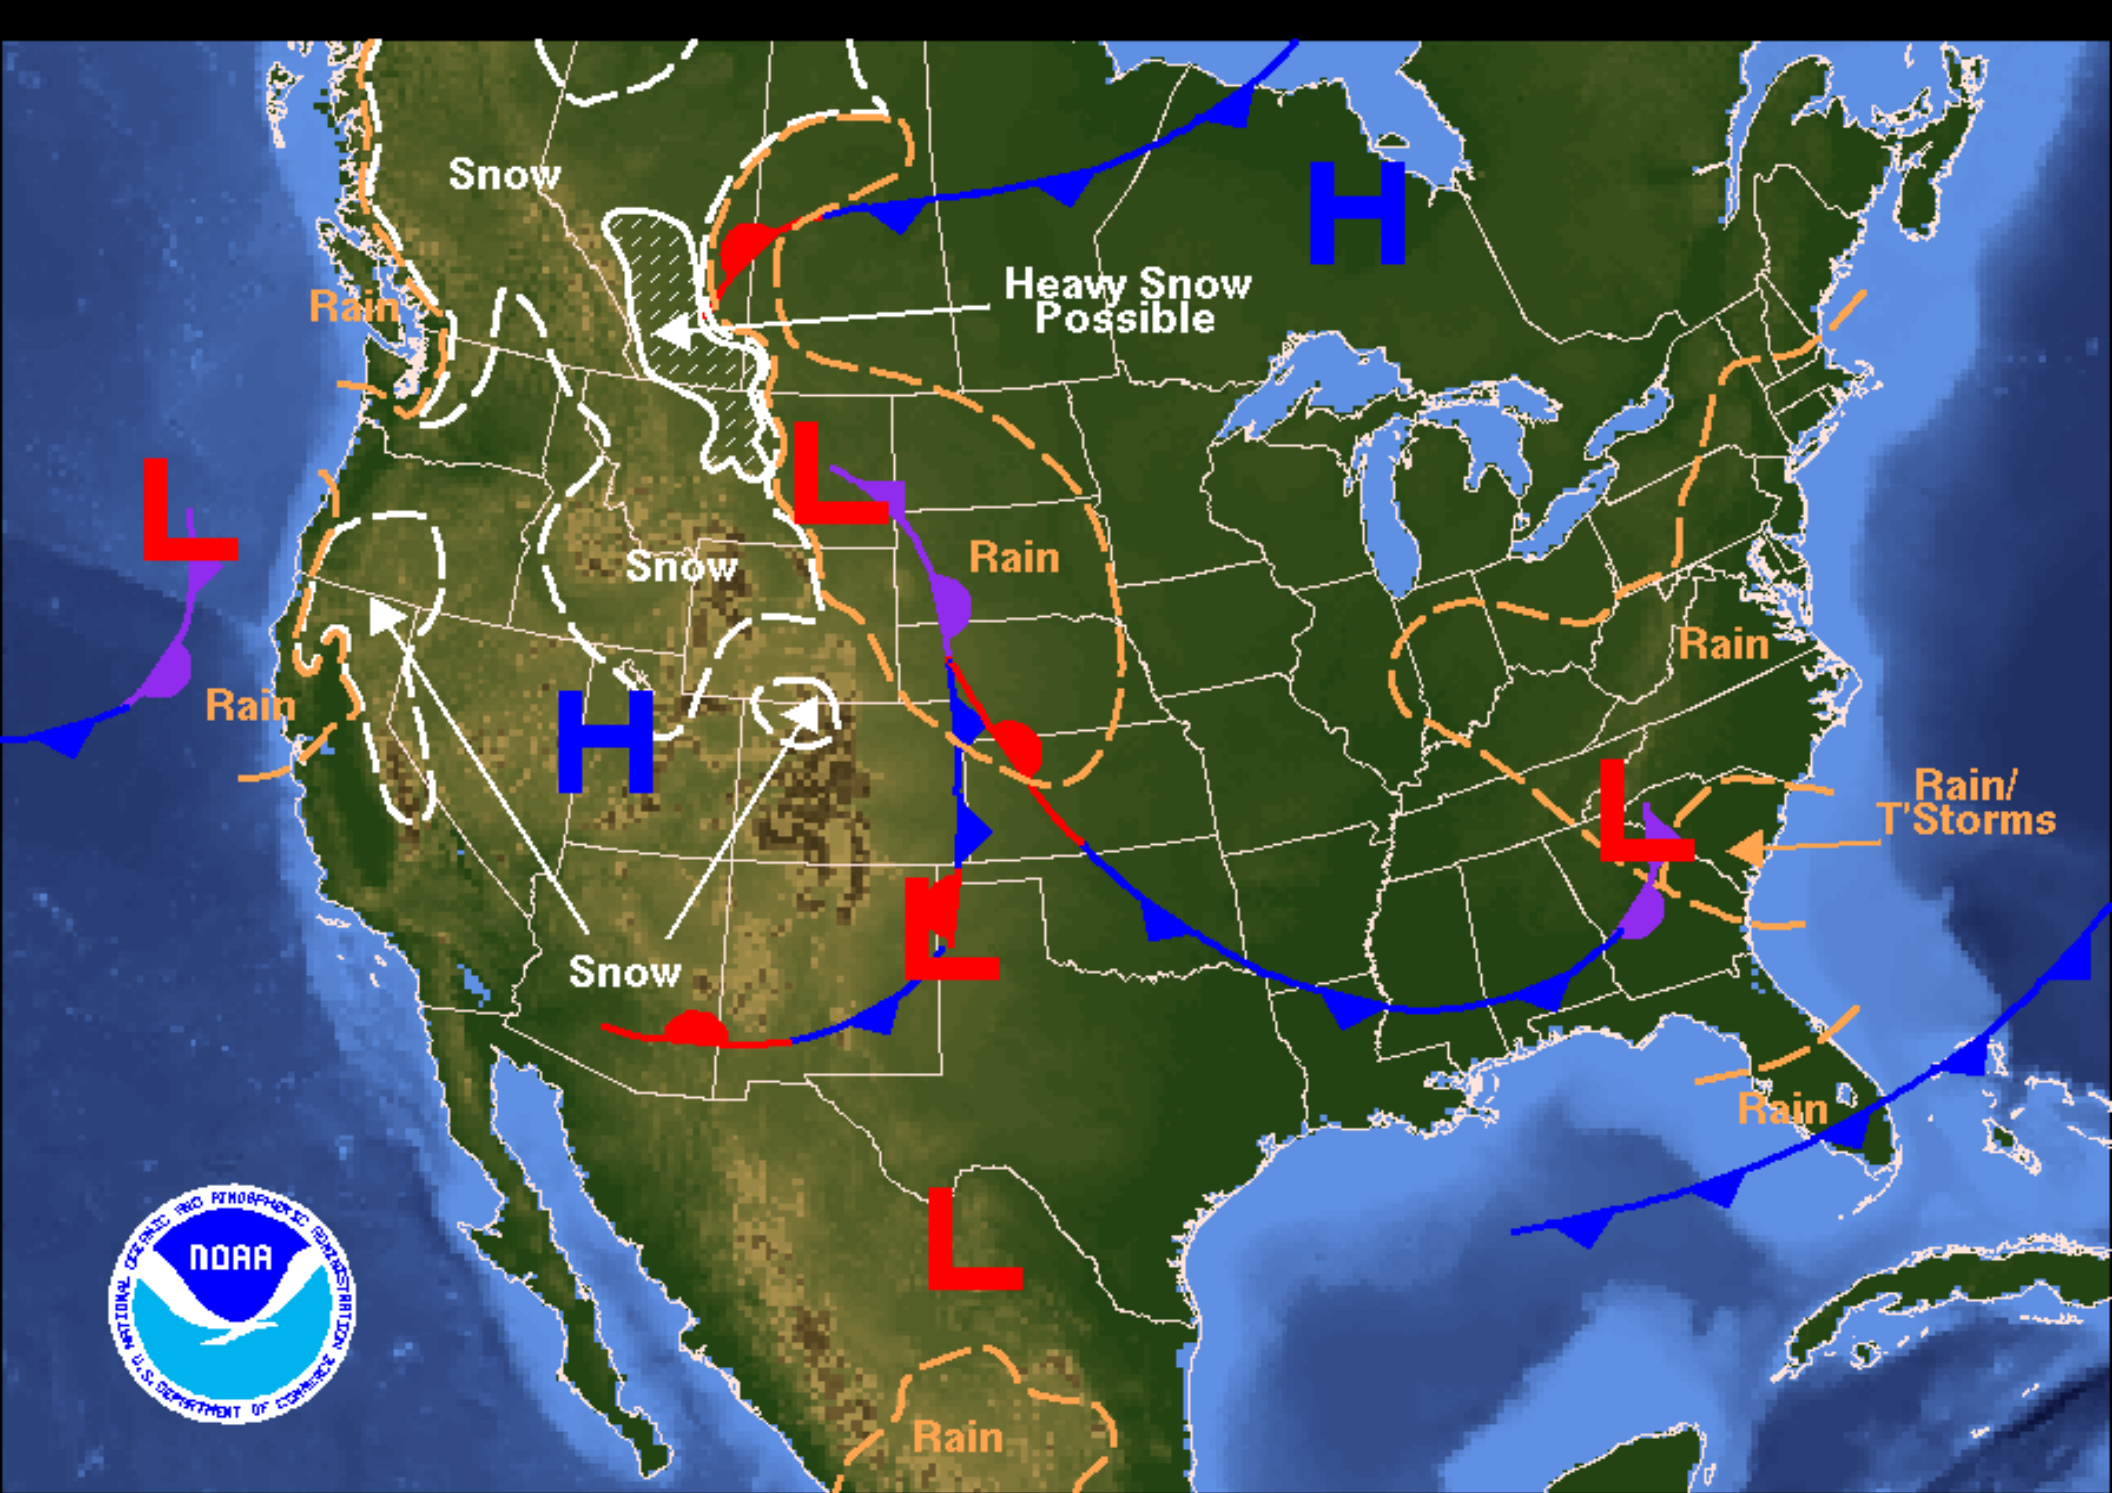 Snow
H
Heavy Snow
Possible
Rain
L
L
Rain
Snow
Rain
Rain
H
L
Rain/
T'Storms
L
Snow
Rain
L
NOAA
NATIONAL OCEANIC AND ATMOSPHERIC ADMINISTRATION
U.S. DEPARTMENT OF COMMERCE
Rain